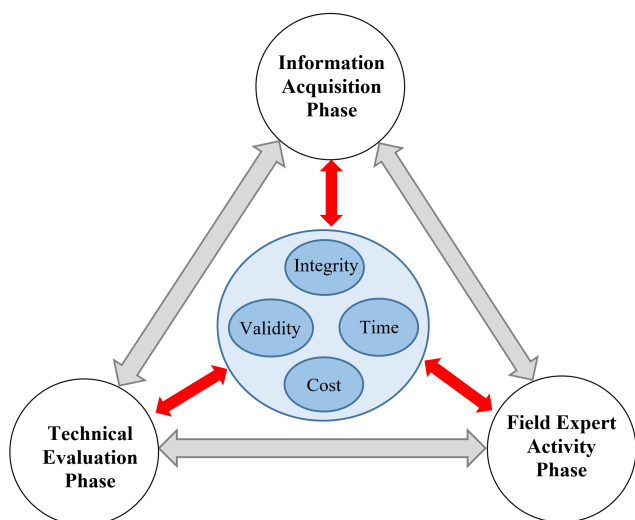 Information
Acquisition
Phase
Integrity
Validity
Time
Cost
Technical
Evaluation
Phase
Field Expert
Activity
Phase